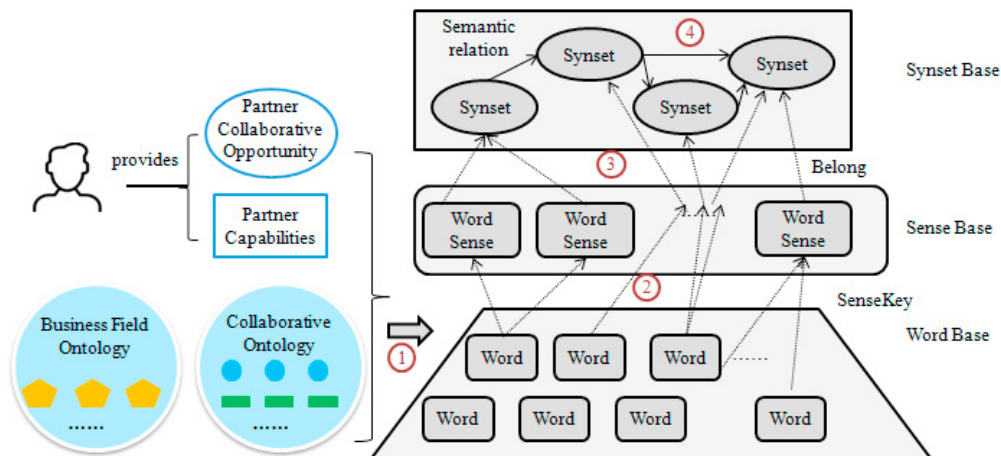 provides
Partner
Collaborative
Opportunity
Partner
Capabilities
Business Field
Ontology
......
Collaborative
Ontology
......
1
Semantic
relation
4
Synset
Synset
Synset
Synset
Synset Base
3
Belong
Word
Sense
Word
Sense
......
Word
Sense
Sense Base
2
SenseKey
Word Base
Word
Word
Word
......
Word
Word
Word
Word